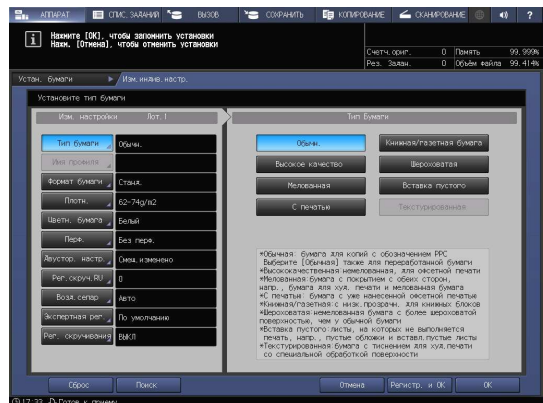 АППАРАТ
СПИС. ЗАДАНИЙ
ВЫЗОВ
СОХРАНИТЬ
КОПИРОВАНИЕ
СКАНИРОВАНИЕ
?
Нажмите [ОК], чтобы запомнить установки
Нажм. [Отмена], чтобы отменить установки
Счетч.ориг. 0 Память 99.999%
Рез. Задан. 0 Объём файла 99.414%
Устан. бумаги
Изм.индив.настр.
Установите тип бумаги
Изм. настройки Лот.1
Тип Бумаги
Тип бумаги Обычн.
Имя профиля
Формат бумаги Станд.
Плотн. 62-74g/m2
Цветн. бумага Белый
Перф. Без перф.
Двустор. настр. Смещ.изменено
Рег.скруч.RU 0
Возд.сепар Авто
Экспертная рег. По умолчанию
Рег. скручивания ВЫКЛ
Обычн.
Книжная/газетная бумага
Высокое качество
Шероховатая
Мелованная
Вставка пустого
С печатью
Текстурированная
*Обычная: бумага для копий с обозначением PPC
Выберите [Обычная] также для переработанной бумаги
*Высококачественная немелованная, для офсетной печати
*Мелованная:бумага с покрытием с обеих сторон,
напр., бумага для худ. печати и мелованная бумага
*С печатью: бумага с уже нанесенной офсетной печатью
*Книжная/газетная с низк.прозрачн. для книжных блоков
*Шероховатая:немелованная бумага с более шероховатой
поверхностью, чем у обычной бумаги
*Вставка пустого:листы, на которых не выполняется
печать, напр., пустые обложки и вставл.пустые листы
*Текстурированная:бумага с тиснением для худ.печати
со специальной обработкой поверхности
Сброс
Поиск
Отмена
Регистр. и ОК
ОК
17:33
Готов к приему